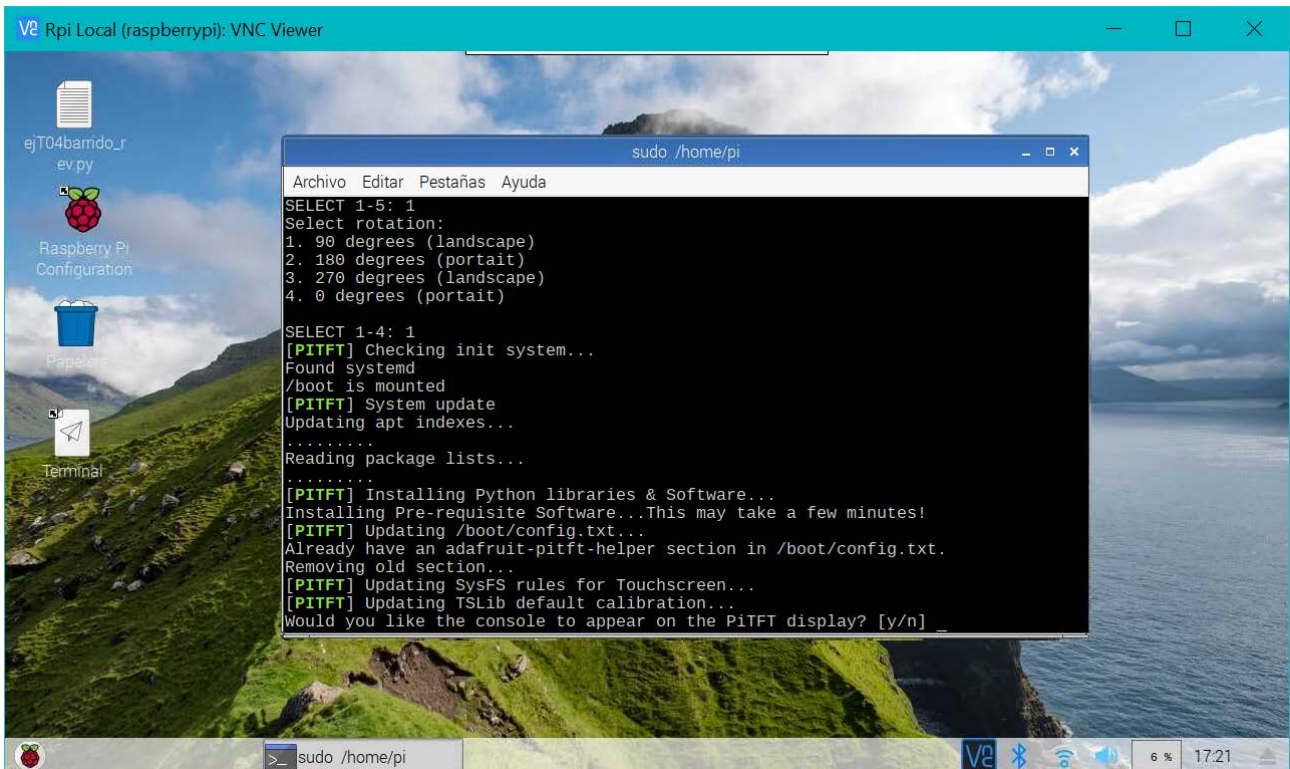 Rpi Local (raspberrypi): VNC Viewer
ejT04barrido_r
ev.py
Raspberry Pi
Configuration
Papelera
Terminal
sudo /home/pi
Archivo Editar Pestañas Ayuda
SELECT 1-5: 1
Select rotation:
1. 90 degrees (landscape)
2. 180 degrees (portait)
3. 270 degrees (landscape)
4. 0 degrees (portait)
SELECT 1-4: 1
[PITFT] Checking init system...
Found systemd
/boot is mounted
[PITFT] System update
Updating apt indexes...
.........
Reading package lists...
.........
[PITFT] Installing Python libraries & Software...
Installing Pre-requisite Software...This may take a few minutes!
[PITFT] Updating /boot/config.txt...
Already have an adafruit-pitft-helper section in /boot/config.txt.
Removing old section...
[PITFT] Updating SysFS rules for Touchscreen...
[PITFT] Updating TSLib default calibration...
Would you like the console to appear on the PiTFT display? [y/n] _
>_ sudo /home/pi
6 % 17:21